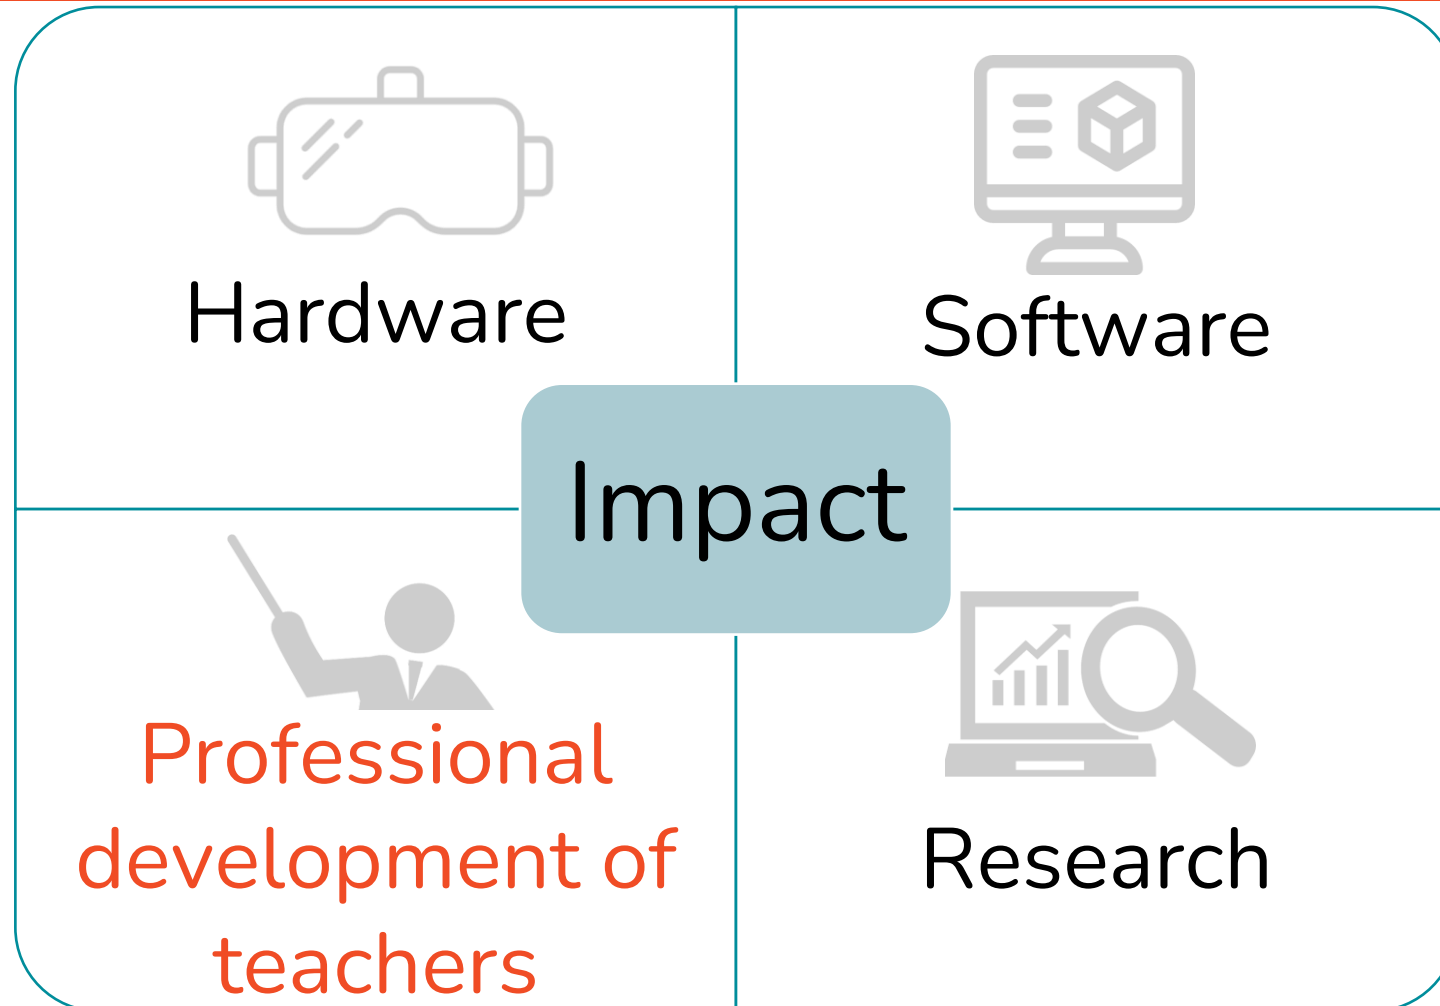 Hardware
Software
Impact
Professional
development of
teachers
Research